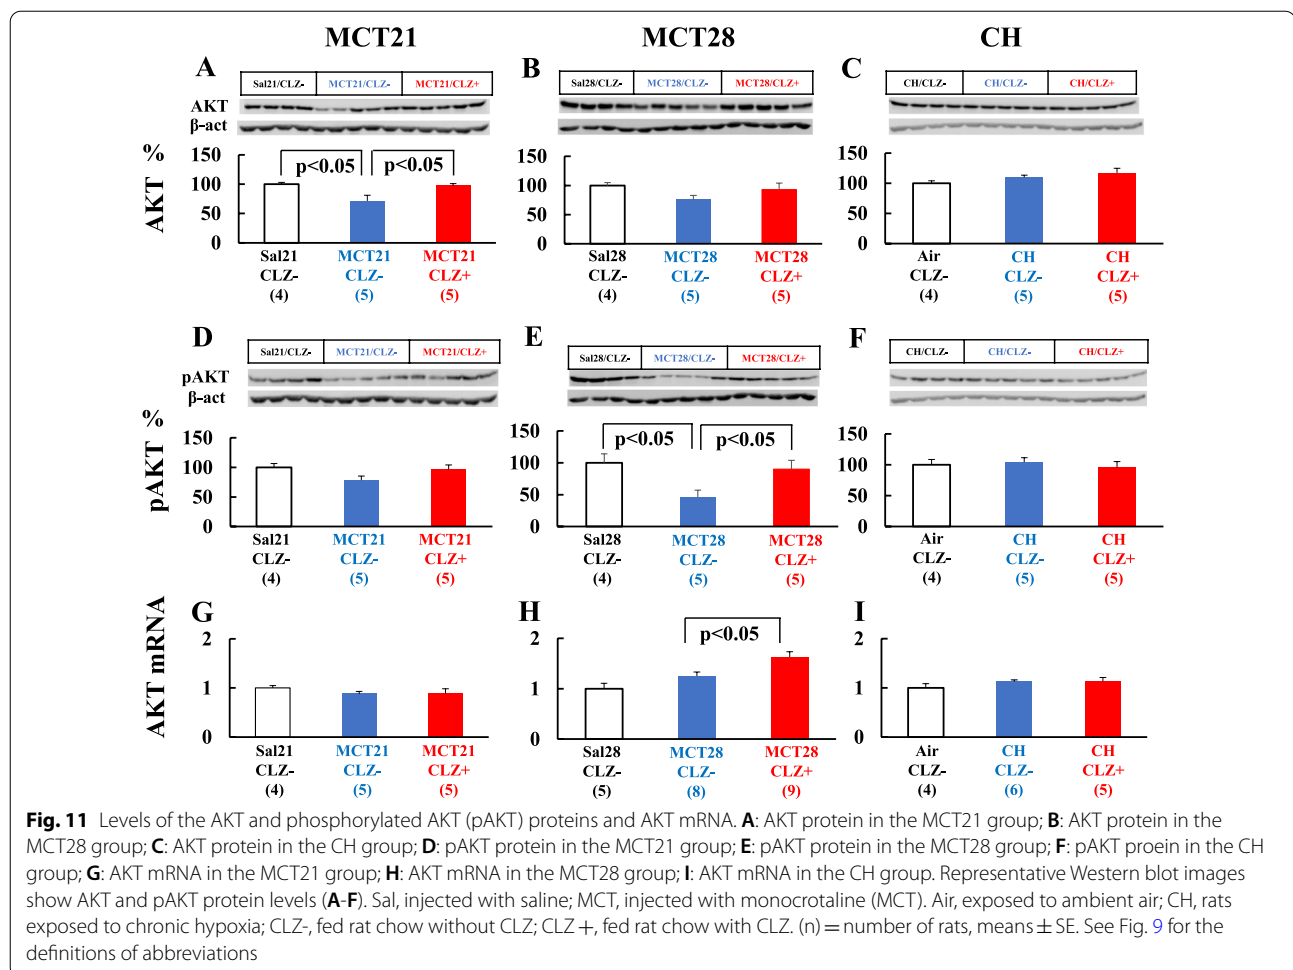 MCT21 MCT28 CH
A B C
Sal21/CLZ- MCT21/CLZ- MCT21/CLZ+ Sal28/CLZ- MCT28/CLZ- MCT28/CLZ+ CH/CLZ- CH/CLZ- CH/CLZ+
AKT
β-act
%
AKT
150 150 150
100 100 100
50 50 50
0 0 0
p<0.05 p<0.05
Sal21 MCT21 MCT21 Sal28 MCT28 MCT28 Air CH CH
CLZ- CLZ- CLZ+ CLZ- CLZ- CLZ+ CLZ- CLZ- CLZ+
(4) (5) (5) (4) (5) (5) (4) (5) (5)
D E F
Sal21/CLZ- MCT21/CLZ- MCT21/CLZ+ Sal28/CLZ- MCT28/CLZ- MCT28/CLZ+ CH/CLZ- CH/CLZ- CH/CLZ+
pAKT
β-act
%
pAKT
150 150 150
100 100 100
50 50 50
0 0 0
p<0.05 p<0.05
Sal21 MCT21 MCT21 Sal28 MCT28 MCT28 Air CH CH
CLZ- CLZ- CLZ+ CLZ- CLZ- CLZ+ CLZ- CLZ- CLZ+
(4) (5) (5) (4) (5) (5) (4) (5) (5)
G H I
AKT mRNA
2 2 2
1 1 1
0 0 0
p<0.05
Sal21 MCT21 MCT21 Sal28 MCT28 MCT28 Air CH CH
CLZ- CLZ- CLZ+ CLZ- CLZ- CLZ+ CLZ- CLZ- CLZ+
(4) (5) (5) (5) (8) (9) (4) (6) (5)
Fig. 11 Levels of the AKT and phosphorylated AKT (pAKT) proteins and AKT mRNA. A: AKT protein in the MCT21 group; B: AKT protein in the
MCT28 group; C: AKT protein in the CH group; D: pAKT protein in the MCT21 group; E: pAKT protein in the MCT28 group; F: pAKT proein in the CH
group; G: AKT mRNA in the MCT21 group; H: AKT mRNA in the MCT28 group; I: AKT mRNA in the CH group. Representative Western blot images
show AKT and pAKT protein levels (A-F). Sal, injected with saline; MCT, injected with monocrotaline (MCT). Air, exposed to ambient air; CH, rats
exposed to chronic hypoxia; CLZ-, fed rat chow without CLZ; CLZ +, fed rat chow with CLZ. (n) = number of rats, means ± SE. See Fig. 9 for the
definitions of abbreviations